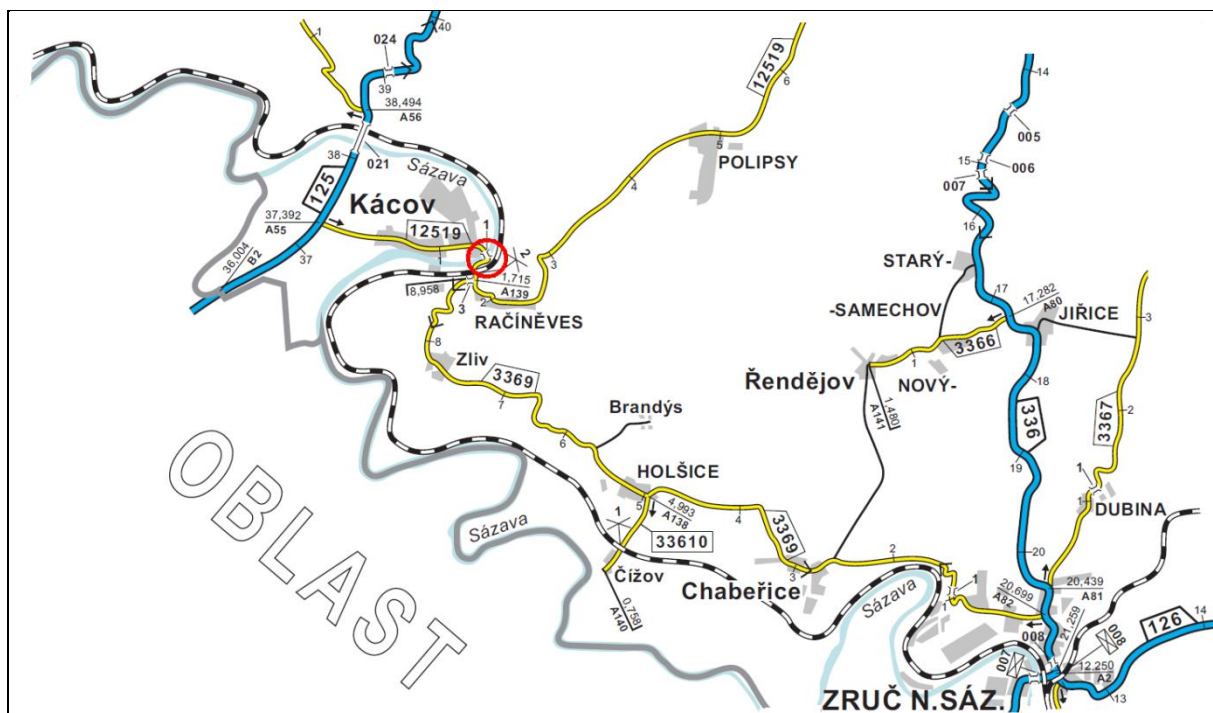 1
40
024
39
38,494
A56
021
38
125
Sázava
Kácov
37,392
A55
36,004
B2
37
12519
1
1
2
1,715
A139
8,958
3
2
RAČÍNĚVES
3
4
5
POLIPSY
12519
6
8
Zliv
3369
7
6
Brandýs
HOLŠICE
5
4,993
A138
4
33610
1
Čížov
0,758
A140
Sázava
OBLAST
3369
3
Chabeřice
2
Sázava
1
1
14
005
15
006
007
16
STARÝ-
-SAMECHOV
17
17,282
A80
JIŘICE
3366
1
NOVÝ-
Řendějov
1,480
A141
18
336
19
3
2
3367
1
1
DUBINA
20
20,439
A81
20,699
A82
21,259
008
008
007
126
14
12.250
A2
13
ZRUČ N.SÁZ.